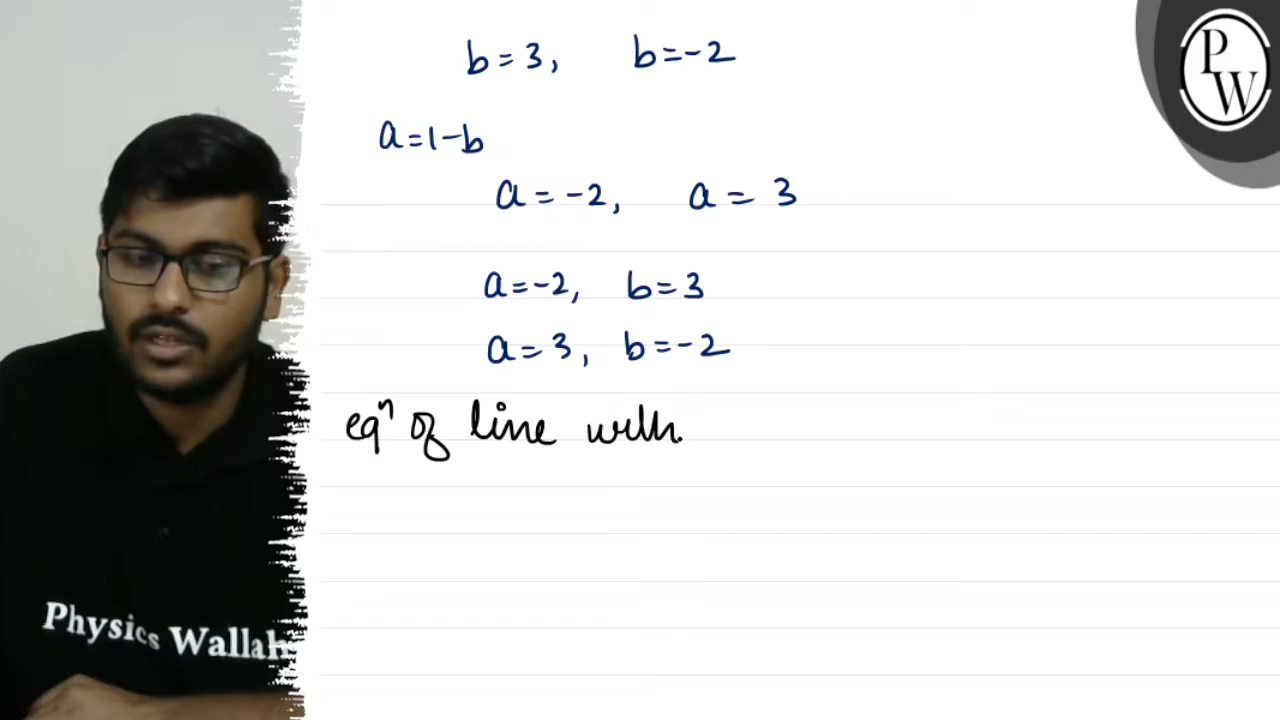 b = 3, b = -2
a = 1-b
a = -2, a = 3
a = -2, b = 3
a = 3, b = -2
eqⁿ of line with
PW
Physics Wallah